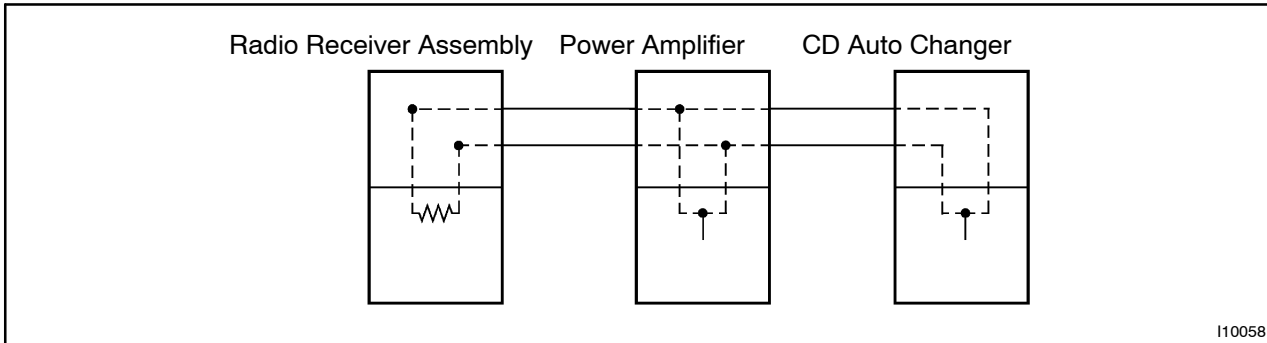 Radio Receiver Assembly Power Amplifier CD Auto Changer
I10058